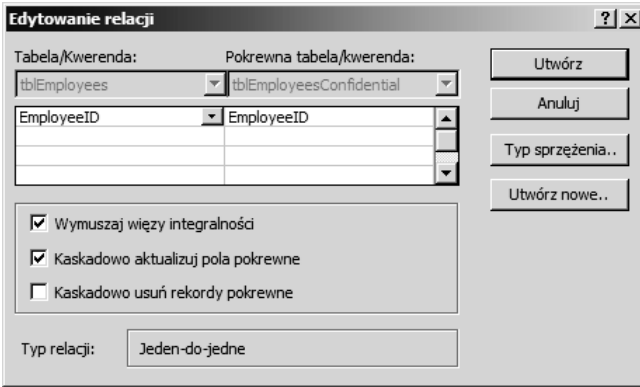 Edytowanie relacji
Tabela/Kwerenda: Pokrewna tabela/kwerenda:
tblEmployees tblEmployeesConfidential
EmployeeID EmployeeID
Utwórz
Anuluj
Typ sprzężenia..
Utwórz nowe..
Wymuszaj więzy integralności
Kaskadowo aktualizuj pola pokrewne
Kaskadowo usuń rekordy pokrewne
Typ relacji: Jeden-do-jedne